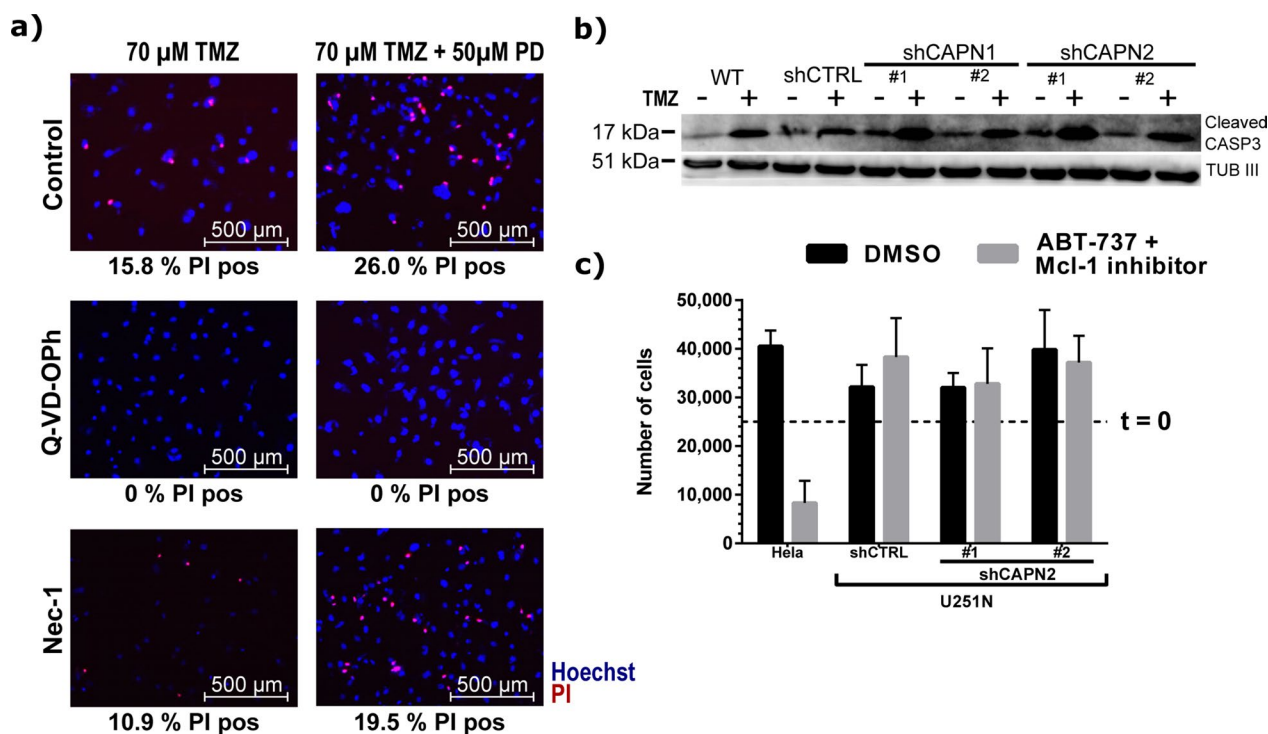 a)
70 µM TMZ
70 µM TMZ + 50µM PD
Control
500 µm
500 µm
15.8 % PI pos
26.0 % PI pos
Q-VD-OPh
500 µm
500 µm
0 % PI pos
0 % PI pos
Nec-1
500 µm
500 µm
Hoechst
PI
10.9 % PI pos
19.5 % PI pos
b)
shCAPN1
shCAPN2
WT
shCTRL
#1
#2
#1
#2
TMZ - + - + - + - + - + - +
17 kDa
Cleaved
CASP3
51 kDa
TUB III
c)
DMSO
ABT-737 +
Mcl-1 inhibitor
Number of cells
50,000
40,000
30,000
20,000
10,000
0
t = 0
Hela
shCTRL
#1
#2
shCAPN2
U251N